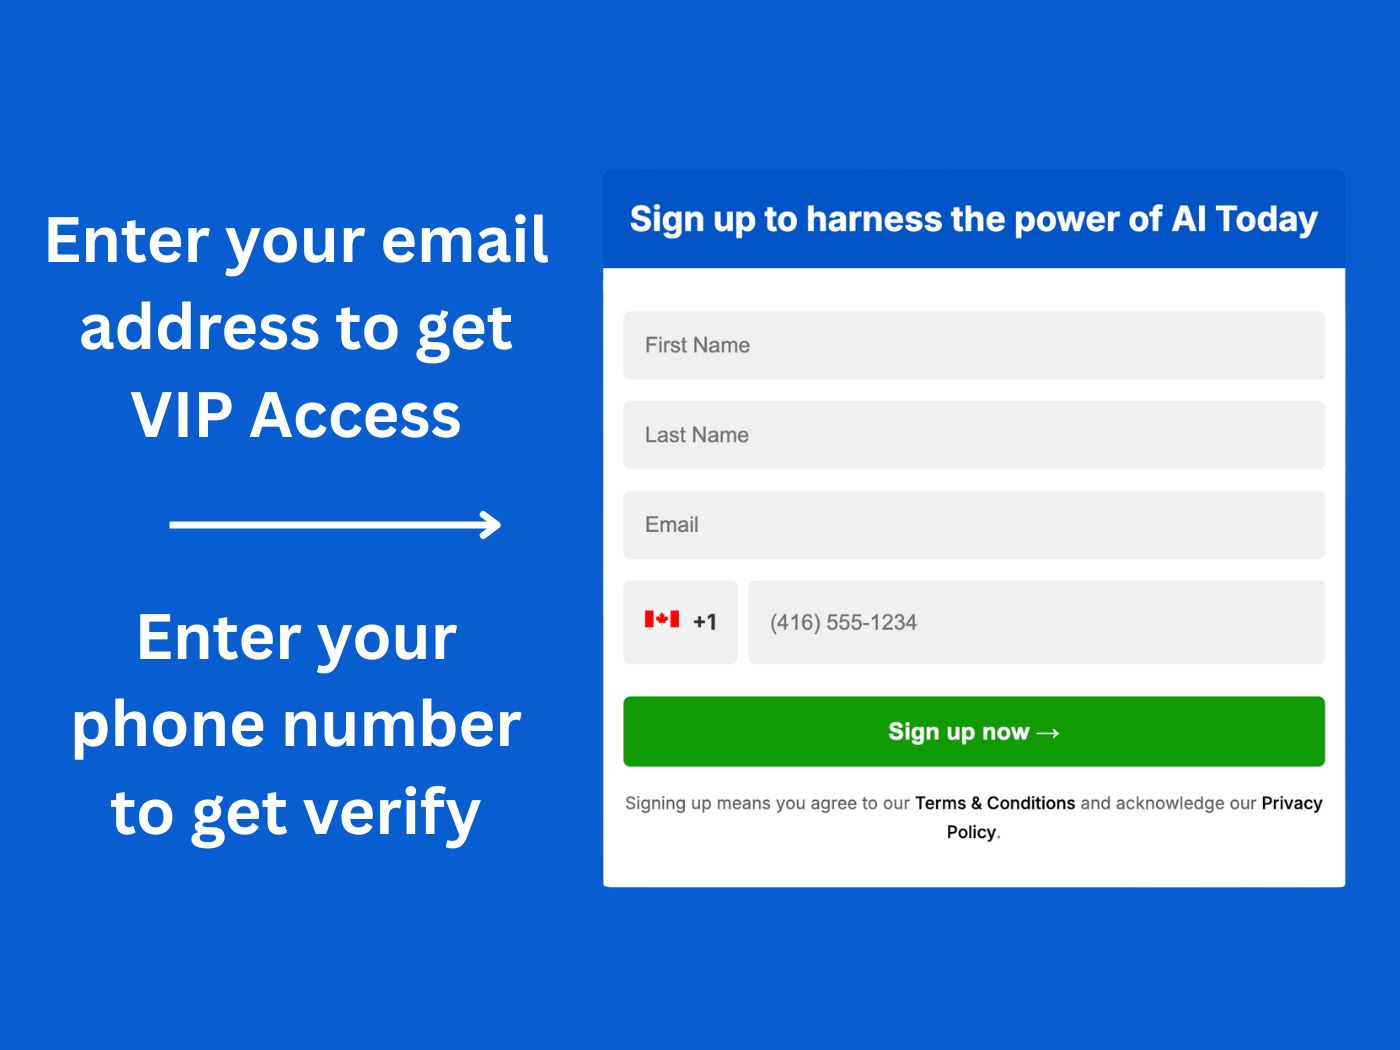 Enter your email
address to get
VIP Access
Enter your
phone number
to get verify
Sign up to harness the power of AI Today
First Name
Last Name
Email
+1
(416) 555-1234
Sign up now →
Signing up means you agree to our Terms & Conditions and acknowledge our Privacy
Policy.